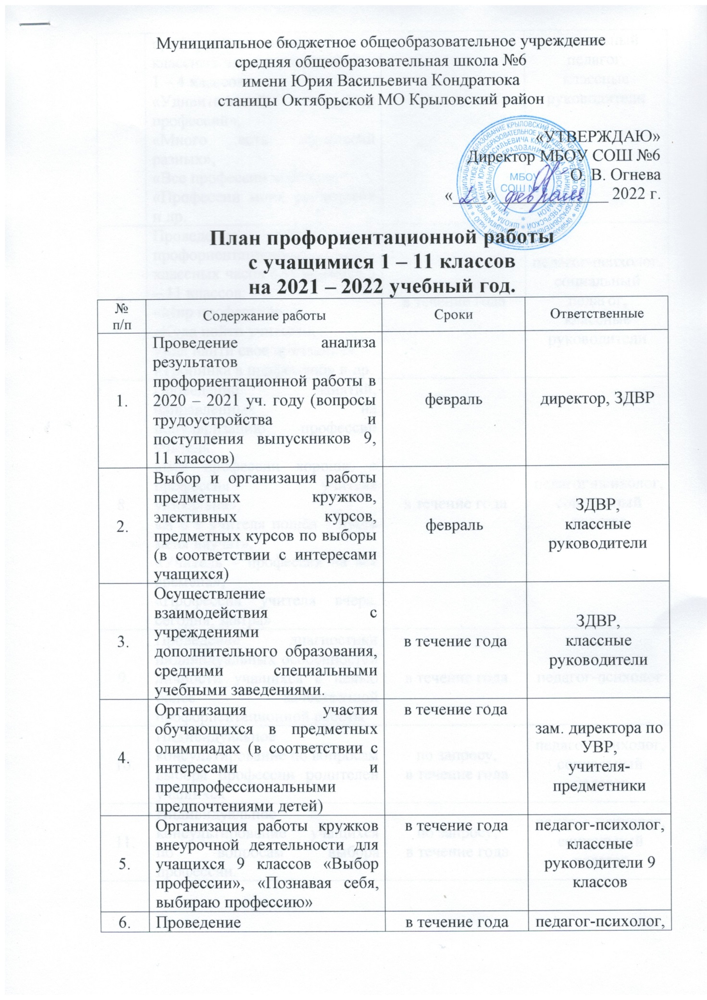 Муниципальное бюджетное общеобразовательное учреждение
средняя общеобразовательная школа №6
имени Юрия Васильевича Кондратюка
станицы Октябрьской МО Крыловский район
«УТВЕРЖДАЮ»
Директор МБОУ СОШ №6
О. В. Огнева
«2» февраля 2022 г.
МБОУ
СОШ № 6
План профориентационной работы
с учащимися 1 – 11 классов
на 2021 – 2022 учебный год.
№
п/п
Содержание работы
Сроки
Ответственные
1.
Проведение анализа
результатов
профориентационной работы в
2020 – 2021 уч. году (вопросы
трудоустройства и
поступления выпускников 9,
11 классов)
февраль
директор, ЗДВР
2.
Выбор и организация работы
предметных кружков,
элективных курсов,
предметных курсов по выборы
(в соответствии с интересами
учащихся)
февраль
ЗДВР,
классные
руководители
3.
Осуществление
взаимодействия с
учреждениями
дополнительного образования,
средними специальными
учебными заведениями.
в течение года
ЗДВР,
классные
руководители
4.
Организация участия
обучающихся в предметных
олимпиадах (в соответствии с
интересами и
предпрофессиональными
предпочтениями детей)
в течение года
зам. директора по
УВР,
учителя-
предметники
5.
Организация работы кружков
внеурочной деятельности для
учащихся 9 классов «Выбор
профессии», «Познавая себя,
выбираю профессию»
в течение года
педагог-психолог,
классные
руководители 9
классов
6.
Проведение
в течение года
педагог-психолог,